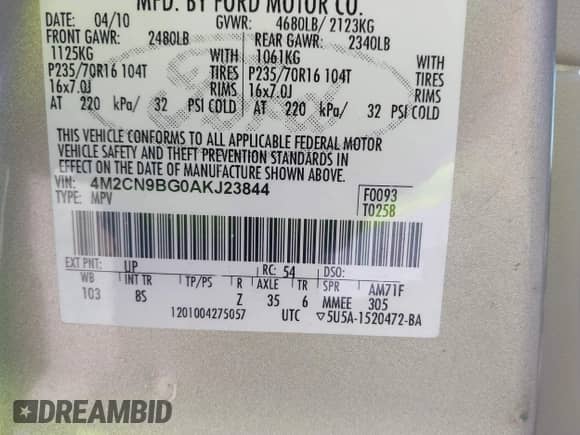 MFD. BY FORD MOTOR CO.
DATE: 04/10 GVWR: 4680LB/ 2123KG
FRONT GAWR: 2480LB REAR GAWR: 2340LB
1125KG WITH 1061KG WITH
P235/70R16 104T TIRES P235/70R16 104T TIRES
16x7.0J RIMS 16x7.0J RIMS
AT 220 kPa/ 32 PSI COLD AT 220 kPa/ 32 PSI COLD
THIS VEHICLE CONFORMS TO ALL APPLICABLE FEDERAL MOTOR
VEHICLE SAFETY AND THEFT PREVENTION STANDARDS IN
EFFECT ON THE DATE OF MANUFACTURE SHOWN ABOVE.
VIN: 4M2CN9BG0AKJ23844 F0093
TYPE: MPV T0258
EXT PNT: UP RC: 54 DSO:
WB INT TR TP/PS R AXLE TR SPR AM71F
103 8S Z 35 6 MMEE 305
1201004275057 UTC ▽5U5A-1520472-BA
DREAMBID